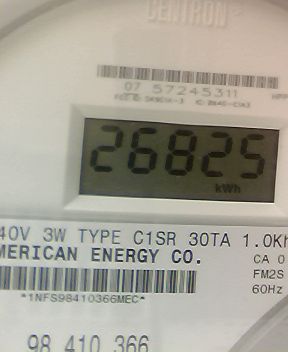 CENTRON®
07 57245311
26825
kWh
40V 3W TYPE C1SR 30TA 1.0Kh
MERICAN ENERGY CO.
CA 0
FM2S
*1NFS98410366MEC*
60Hz
98 410 366